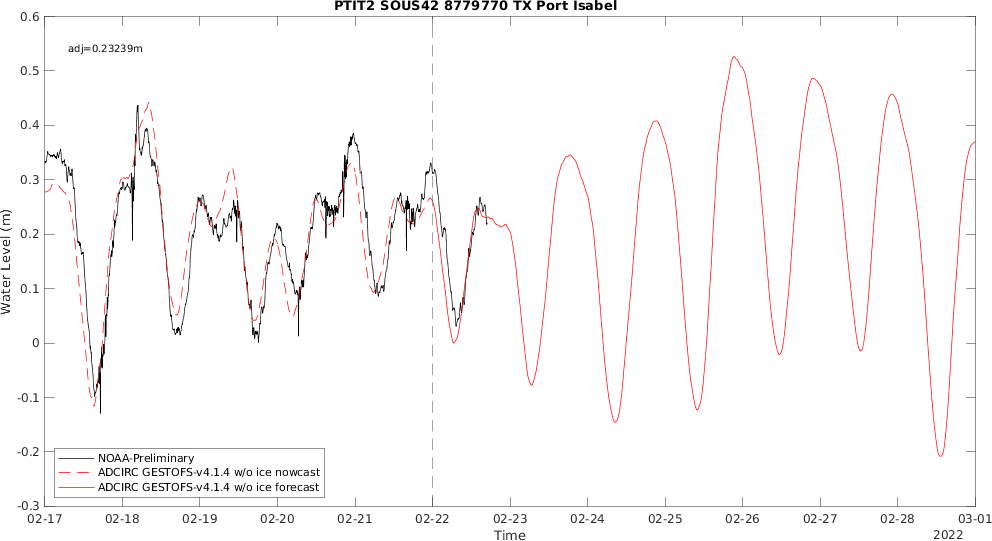 PTIT2 SOUS42 8779770 TX Port Isabel
adj=0.23239m
Water Level (m)
0.6
0.5
0.4
0.3
0.2
0.1
0
-0.1
-0.2
-0.3
NOAA-Preliminary
ADCIRC GESTOFS-v4.1.4 w/o ice nowcast
ADCIRC GESTOFS-v4.1.4 w/o ice forecast
02-17 02-18 02-19 02-20 02-21 02-22 02-23 02-24 02-25 02-26 02-27 02-28 03-01
Time
2022